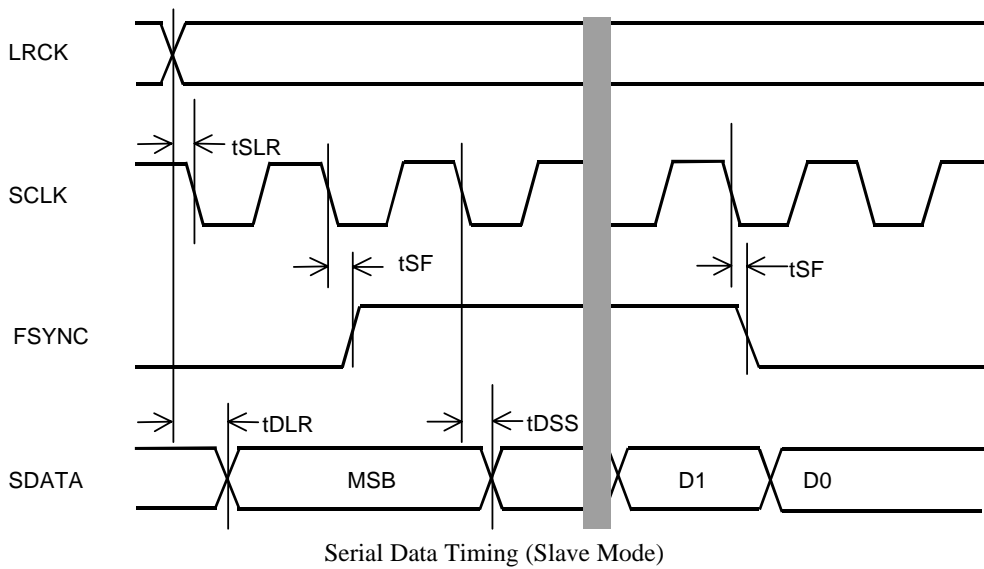 LRCK
tSLR
SCLK
tSF
tSF
FSYNC
tDLR
tDSS
SDATA
MSB
D1
D0
Serial Data Timing (Slave Mode)